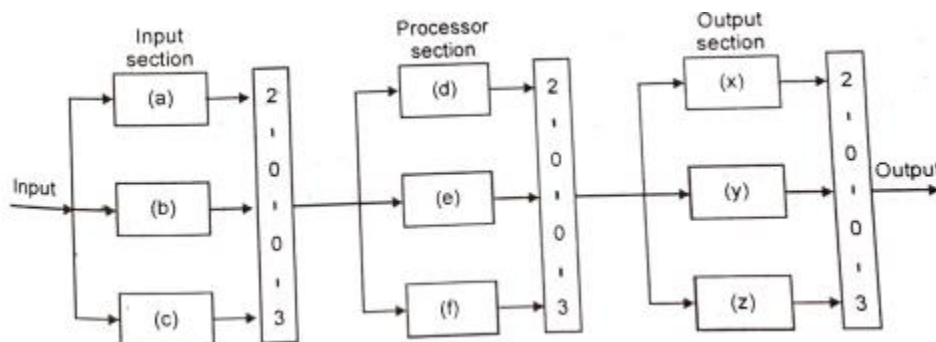 Input
section
(a)
(b)
(c)
Input
2
-
0
-
0
-
3
Processor
section
(d)
(e)
(f)
2
-
0
-
0
-
3
Output
section
(x)
(y)
(z)
2
-
0
-
0
-
3
Output